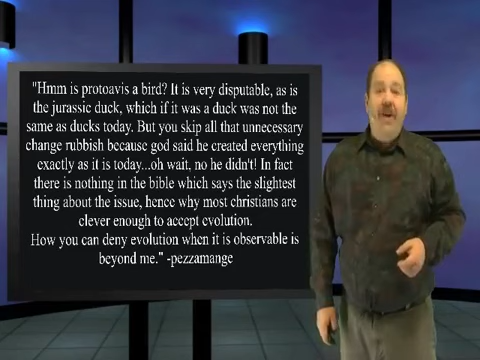 "Hmm is protoavis a bird? It is very disputable, as is
the jurassic duck, which if it was a duck was not the
same as ducks today. But you skip all that unnecessary
change rubbish because god said he created everything
exactly as it is today...oh wait, no he didn't! In fact
there is nothing in the bible which says the slightest
thing about the issue, hence why most christians are
clever enough to accept evolution.
How you can deny evolution when it is observable is
beyond me." -pezzamange